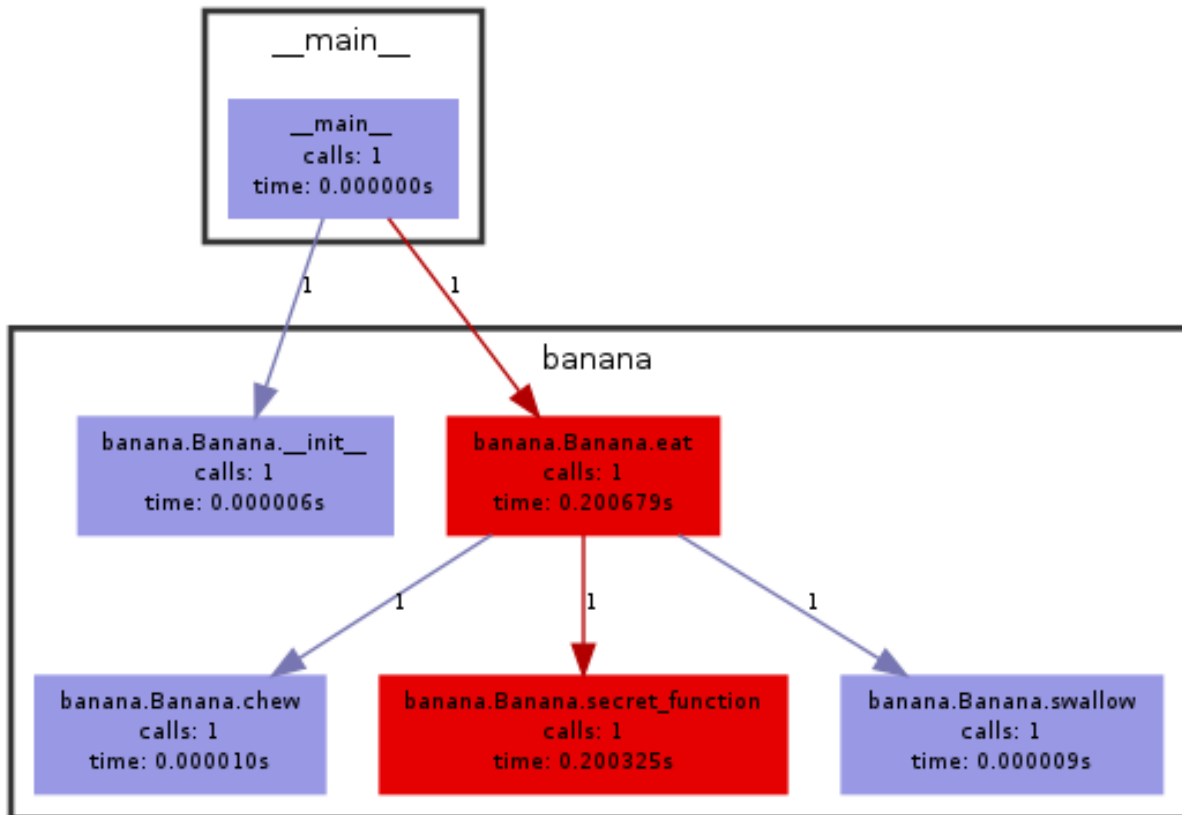 __main__
__main__
calls: 1
time: 0.000000s
1
1
banana
banana.Banana.__init__
calls: 1
time: 0.000006s
banana.Banana.eat
calls: 1
time: 0.200679s
1
1
1
banana.Banana.chew
calls: 1
time: 0.000010s
banana.Banana.secret_function
calls: 1
time: 0.200325s
banana.Banana.swallow
calls: 1
time: 0.000009s